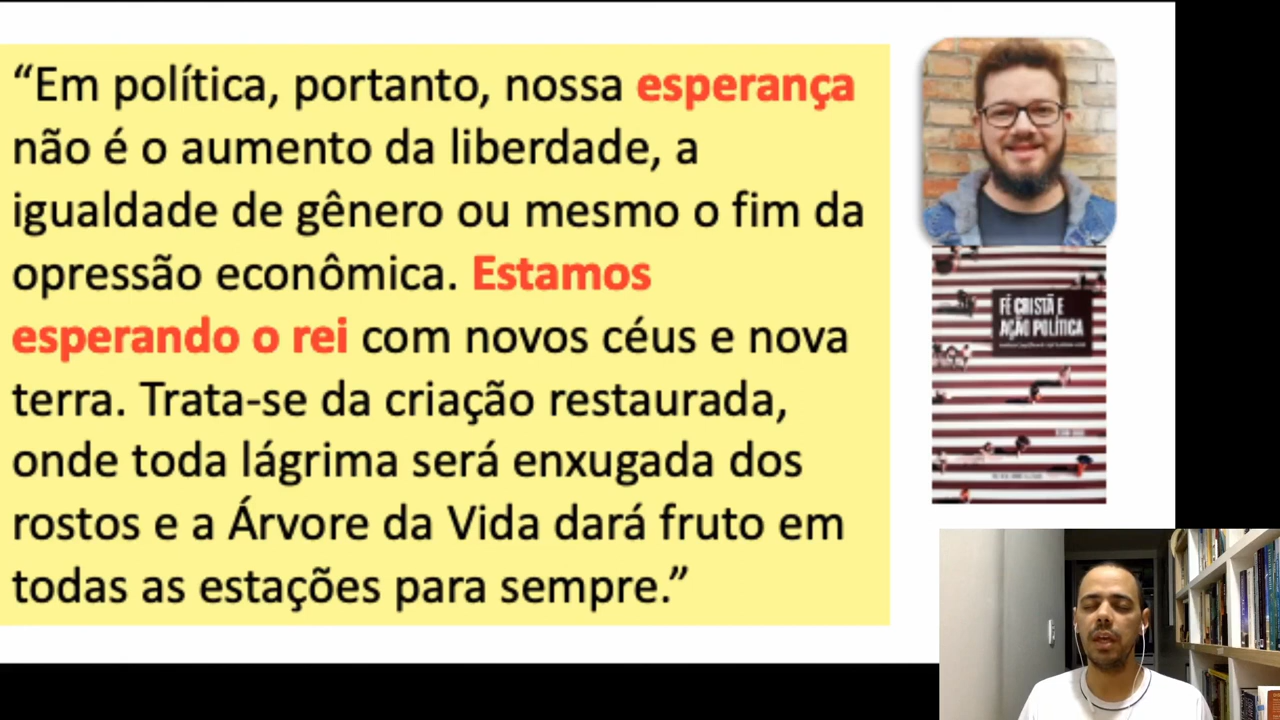 “Em política, portanto, nossa esperança
não é o aumento da liberdade, a
igualdade de gênero ou mesmo o fim da
opressão econômica. Estamos
esperando o rei com novos céus e nova
terra. Trata-se da criação restaurada,
onde toda lágrima será enxugada dos
rostos e a Árvore da Vida dará fruto em
todas as estações para sempre.”
FÉ CRISTÃ E
AÇÃO POLÍTICA